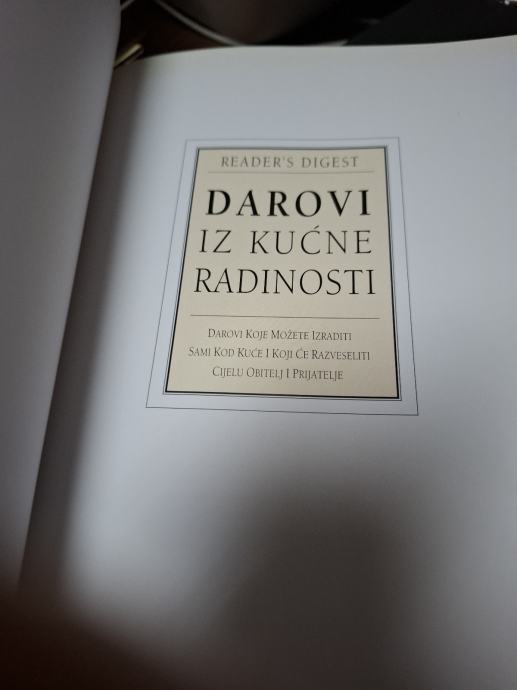 READER'S DIGEST
DAROVI
IZ KUĆNE
RADINOSTI
DAROVI KOJE MOŽETE IZRADITI
SAMI KOD KUĆE I KOJI ĆE RAZVESELITI
CIJELU OBITELJ I PRIJATELJE